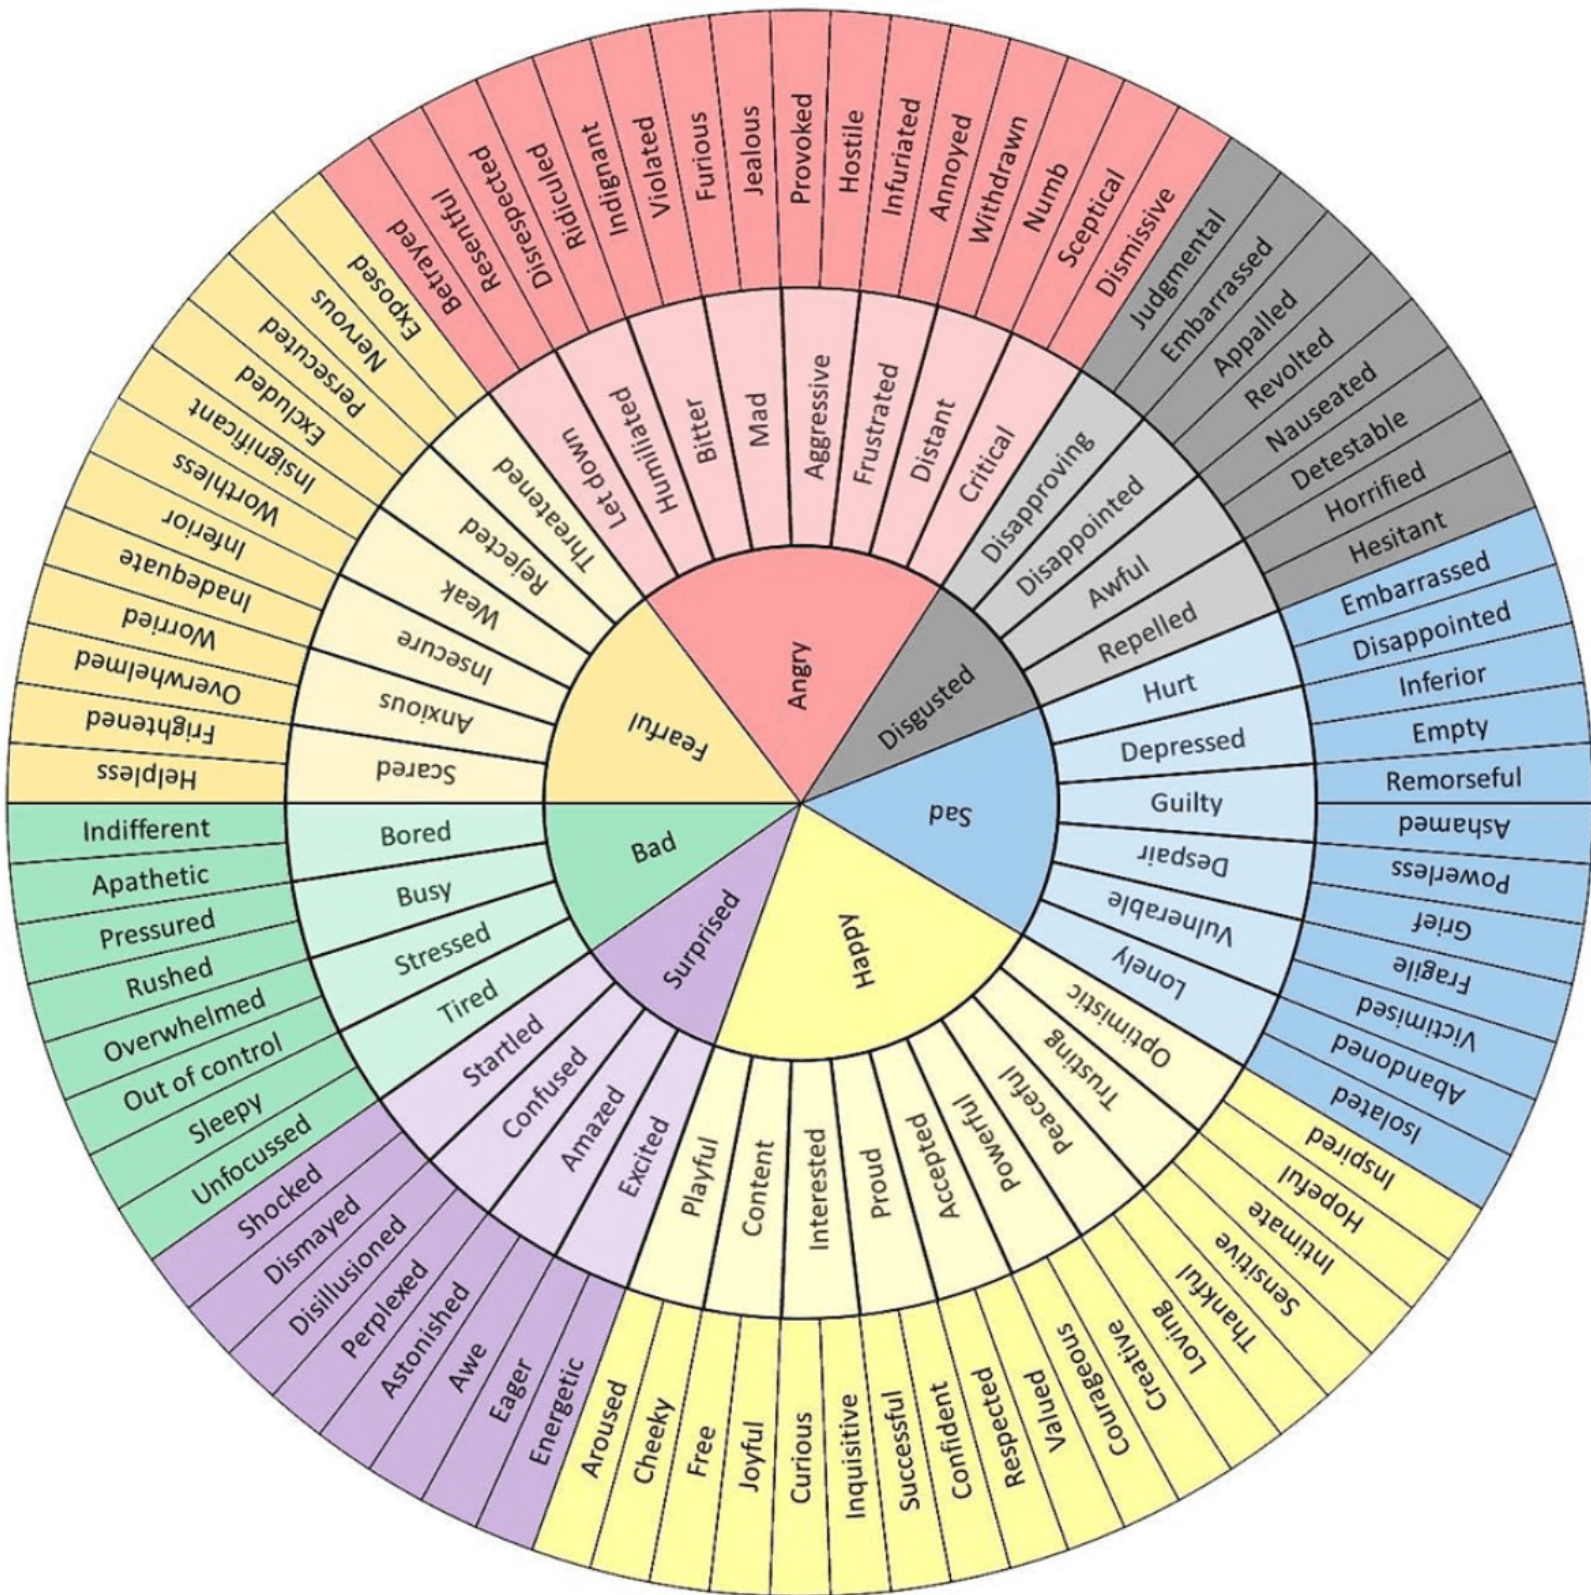 Angry
Disgusted
Sad
Happy
Surprised
Bad
Fearful
Let down
Humiliated
Bitter
Mad
Aggressive
Frustrated
Distant
Critical
Disapproving
Disappointed
Awful
Repelled
Hurt
Depressed
Guilty
Despair
Vulnerable
Lonely
Optimistic
Trusting
Peaceful
Powerful
Accepted
Proud
Interested
Content
Playful
Excited
Amazed
Confused
Startled
Tired
Stressed
Busy
Bored
Scared
Anxious
Insecure
Weak
Rejected
Threatened
Betrayed
Resentful
Disrespected
Ridiculed
Indignant
Violated
Furious
Jealous
Provoked
Hostile
Infuriated
Annoyed
Withdrawn
Numb
Sceptical
Dismissive
Judgmental
Embarrassed
Appalled
Revolted
Nauseated
Detestable
Horrified
Hesitant
Embarrassed
Disappointed
Inferior
Empty
Remorseful
Ashamed
Powerless
Grief
Fragile
Victimised
Abandoned
Isolated
Inspired
Hopeful
Intimate
Sensitive
Thankful
Loving
Creative
Courageous
Valued
Respected
Confident
Successful
Inquisitive
Curious
Joyful
Free
Cheeky
Aroused
Energetic
Eager
Awe
Astonished
Perplexed
Disillusioned
Dismayed
Shocked
Unfocussed
Sleepy
Out of control
Overwhelmed
Rushed
Pressured
Apathetic
Indifferent
Helpless
Frightened
Overwhelmed
Worried
Inadequate
Inferior
Worthless
Insignificant
Excluded
Persecuted
Nervous
Exposed